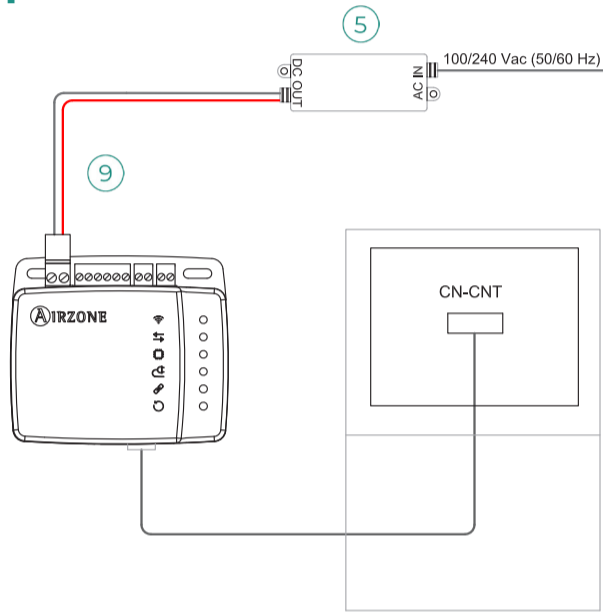 5
100/240 Vac (50/60 Hz)
DC OUT
AC IN
9
CN-CNT
AIRZONE